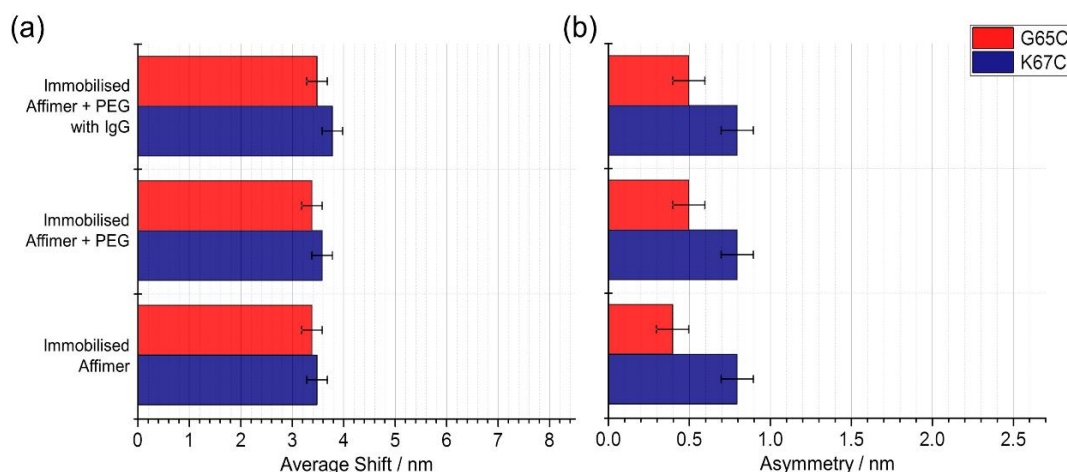 (a)
(b)
G65C
K67C
Immobilised
Affimer + PEG
with IgG
Immobilised
Affimer + PEG
Immobilised
Affimer
0 1 2 3 4 5 6 7 8
Average Shift / nm
0.0 0.5 1.0 1.5 2.0 2.5
Asymmetry / nm